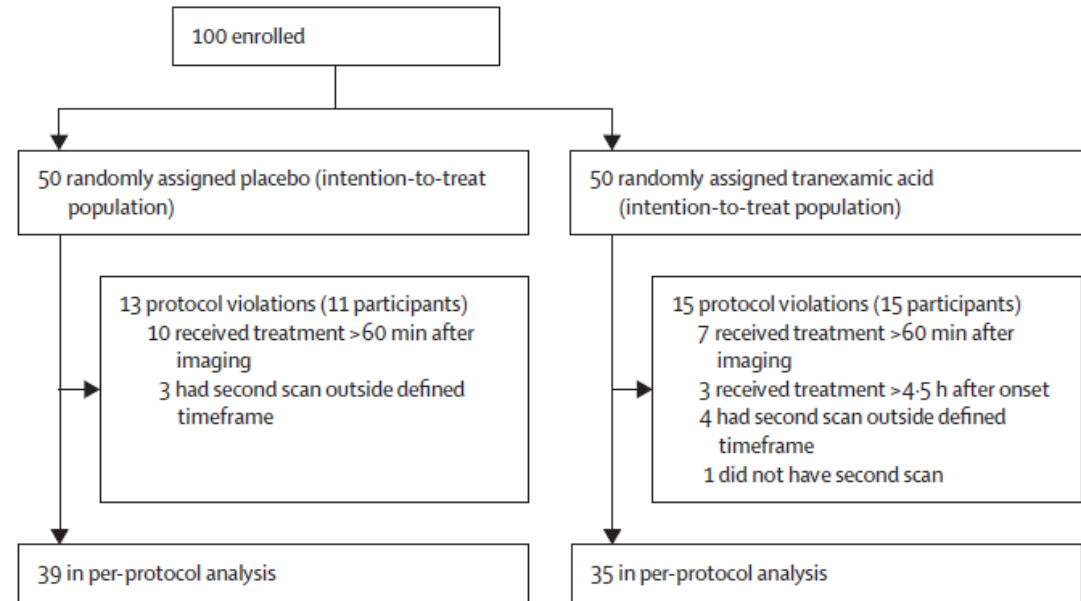 100 enrolled
50 randomly assigned placebo (intention-to-treat
population)
50 randomly assigned tranexamic acid
(intention-to-treat population)
13 protocol violations (11 participants)
10 received treatment >60 min after
imaging
3 had second scan outside defined
timeframe
15 protocol violations (15 participants)
7 received treatment >60 min after
imaging
3 received treatment >4·5 h after onset
4 had second scan outside defined
timeframe
1 did not have second scan
39 in per-protocol analysis
35 in per-protocol analysis